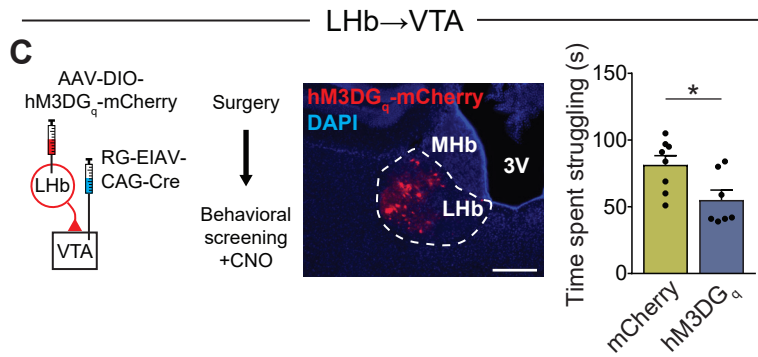 LHb→VTA
C
AAV-DIO-
hM3DGq-mCherry
RG-EIAV-
CAG-Cre
LHb
VTA
Surgery
Behavioral
screening
+CNO
hM3DGq-mCherry
DAPI
MHb
3V
LHb
Time spent struggling (s)
150
100
50
0
*
mCherry
hM3DGq